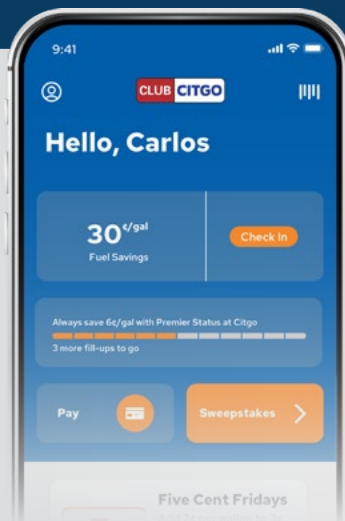 9:41
CLUB CITGO
Hello, Carlos
30¢/gal
Fuel Savings
Check In
Always save 6¢/gal with Premier Status at Citgo
3 more fill-ups to go
Pay
Sweepstakes
Five Cent Fridays